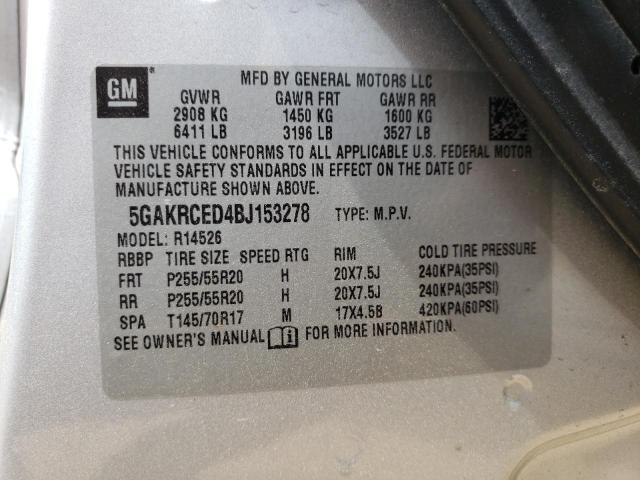 GM
MFD BY GENERAL MOTORS LLC
GVWR GAWR FRT GAWR RR
2908 KG 1450 KG 1600 KG
6411 LB 3196 LB 3527 LB
THIS VEHICLE CONFORMS TO ALL APPLICABLE U.S. FEDERAL MOTOR
VEHICLE SAFETY STANDARDS IN EFFECT ON THE DATE OF
MANUFACTURE SHOWN ABOVE.
5GAKRCED4BJ153278 TYPE: M.P.V.
MODEL: R14526
RBBP TIRE SIZE SPEED RTG RIM COLD TIRE PRESSURE
FRT P255/55R20 H 20X7.5J 240KPA(35PSI)
RR P255/55R20 H 20X7.5J 240KPA(35PSI)
SPA T145/70R17 M 17X4.5B 420KPA(60PSI)
SEE OWNER'S MANUAL FOR MORE INFORMATION.